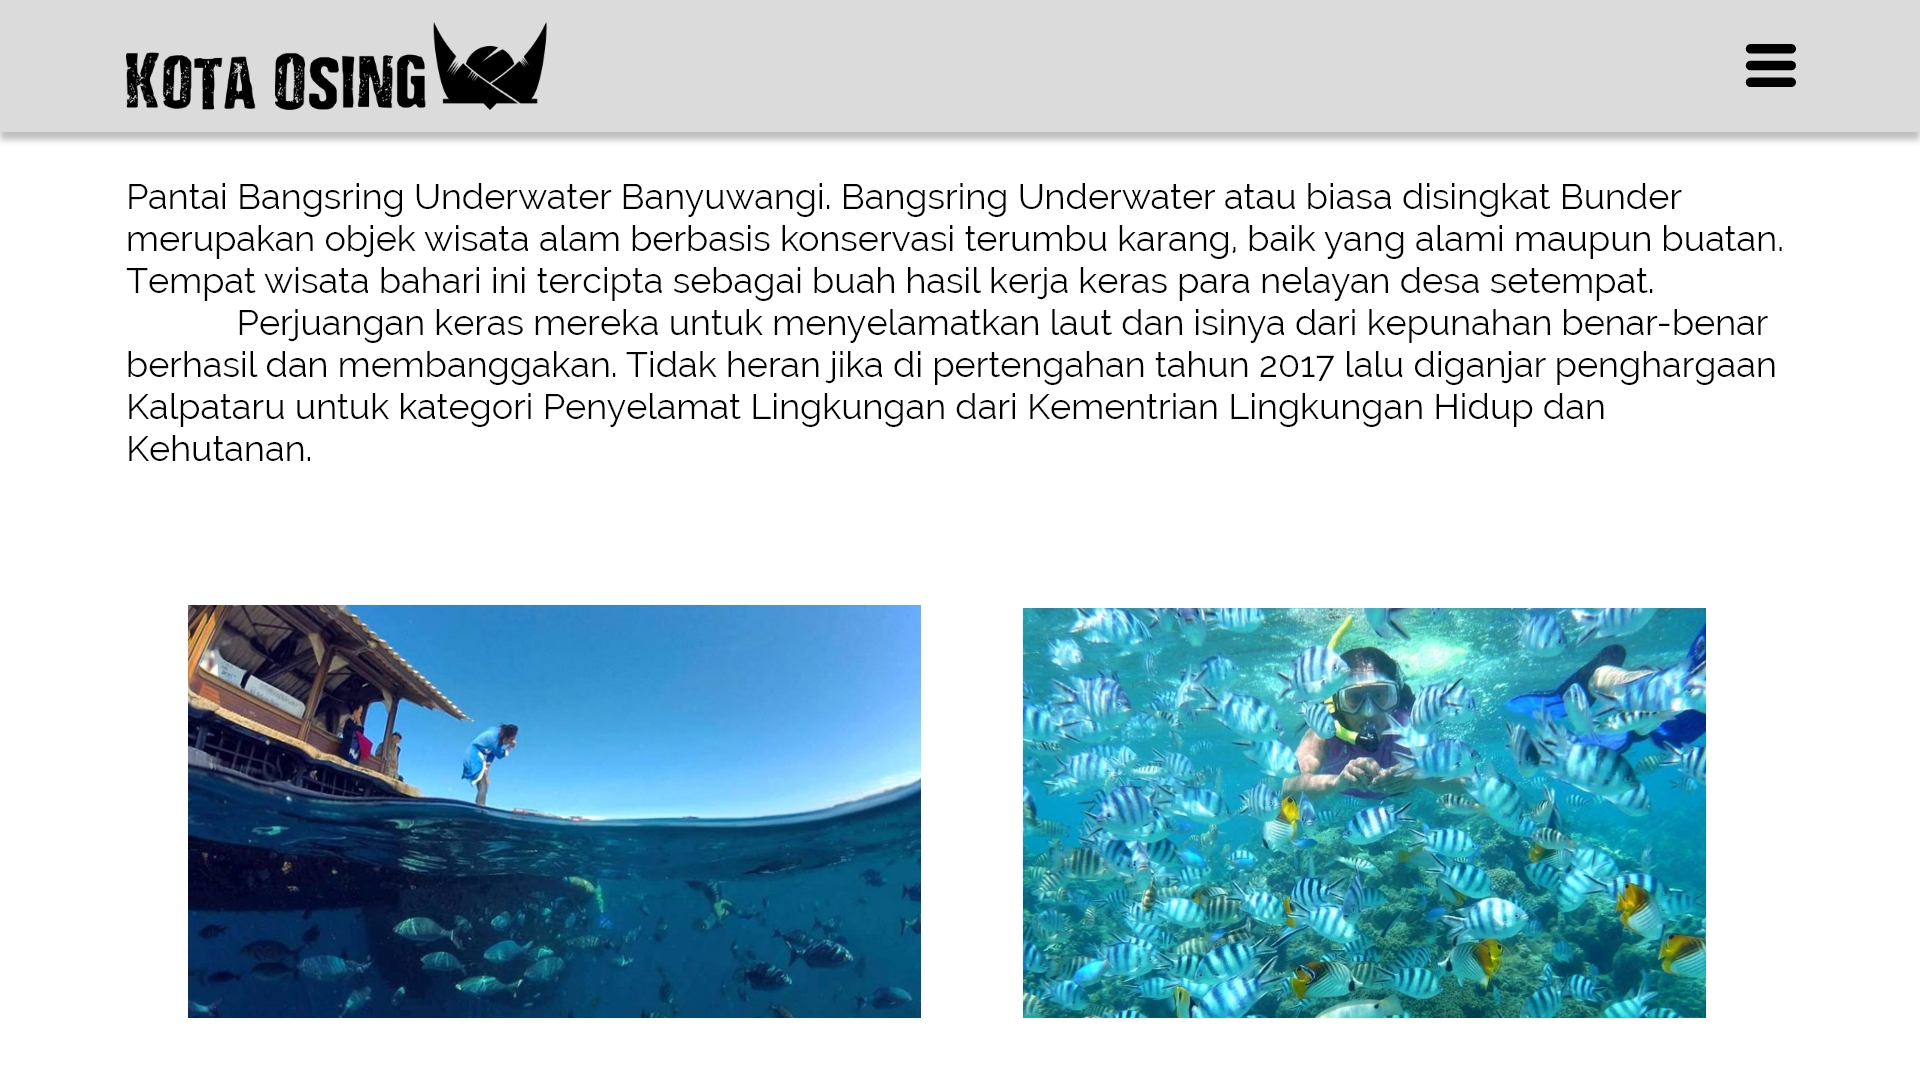 KOTA OSING
Pantai Bangsring Underwater Banyuwangi. Bangsring Underwater atau biasa disingkat Bunder
merupakan objek wisata alam berbasis konservasi terumbu karang, baik yang alami maupun buatan.
Tempat wisata bahari ini tercipta sebagai buah hasil kerja keras para nelayan desa setempat.
Perjuangan keras mereka untuk menyelamatkan laut dan isinya dari kepunahan benar-benar
berhasil dan membanggakan. Tidak heran jika di pertengahan tahun 2017 lalu diganjar penghargaan
Kalpataru untuk kategori Penyelamat Lingkungan dari Kementrian Lingkungan Hidup dan
Kehutanan.